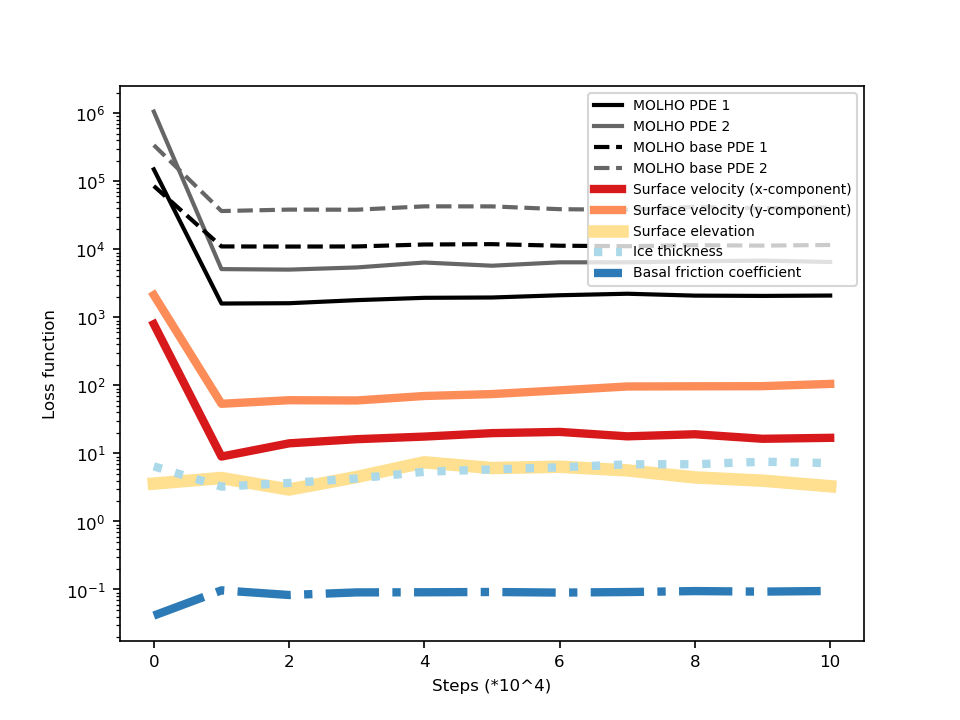 MOLHO PDE 1
MOLHO PDE 2
MOLHO base PDE 1
MOLHO base PDE 2
Surface velocity (x-component)
Surface velocity (y-component)
Surface elevation
Ice thickness
Basal friction coefficient
Loss function
10^6
10^5
10^4
10^3
10^2
10^1
10^0
10^−1
0 2 4 6 8 10
Steps (*10^4)